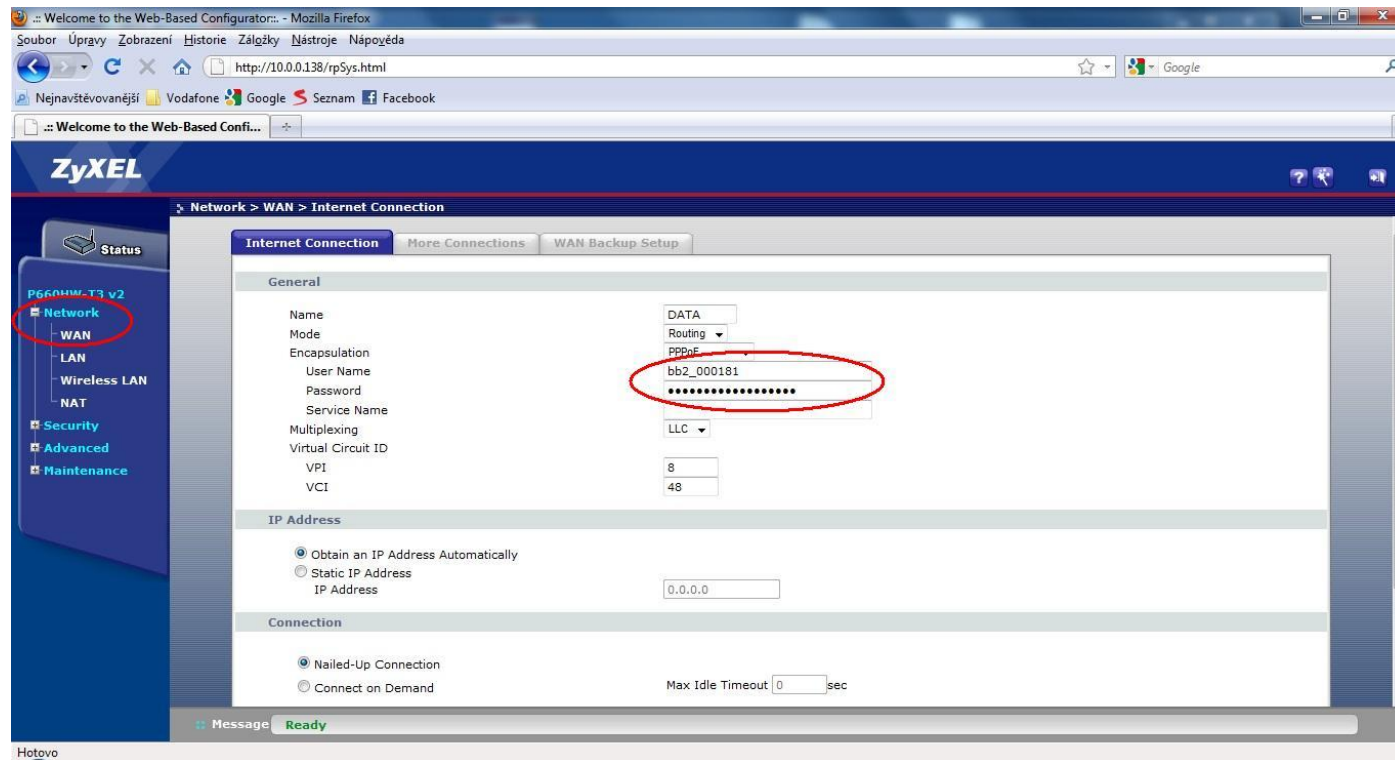 .:: Welcome to the Web-Based Configurator::. - Mozilla Firefox
Soubor Úpravy Zobrazení Historie Záložky Nástroje Nápověda
http://10.0.0.138/rpSys.html
Google
Nejnavštěvovanější Vodafone Google Seznam Facebook
.:: Welcome to the Web-Based Confi...
ZyXEL
Network > WAN > Internet Connection
Status
Internet Connection More Connections WAN Backup Setup
P660HW-T3 v2
Network
WAN
LAN
Wireless LAN
NAT
Security
Advanced
Maintenance
General
Name DATA
Mode Routing
Encapsulation PPPoE
User Name bb2_000181
Password ••••••••••••••••••
Service Name
Multiplexing LLC
Virtual Circuit ID
VPI 8
VCI 48
IP Address
Obtain an IP Address Automatically
Static IP Address
IP Address 0.0.0.0
Connection
Nailed-Up Connection
Connect on Demand Max Idle Timeout 0 sec
Message Ready
Hotovo